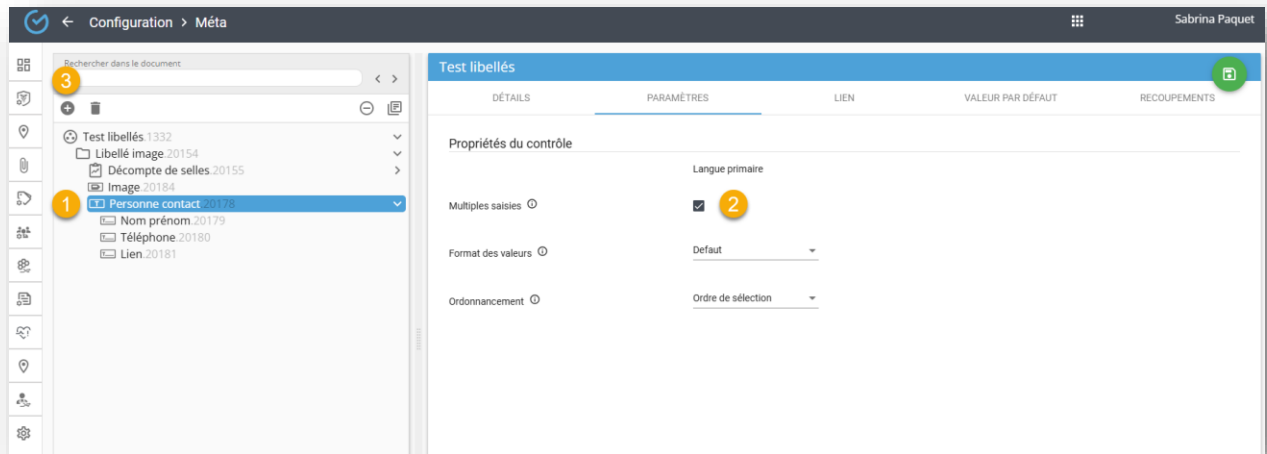 Configuration > Méta
Sabrina Paquet
Rechercher dans le document
3
Test libellés.1332
Libellé image.20154
Décompte de selles.20155
Image.20184
1
Personne contact.20178
Nom prénom.20179
Téléphone.20180
Lien.20181
Test libellés
DÉTAILS
PARAMÈTRES
LIEN
VALEUR PAR DÉFAUT
RECOUPEMENTS
Propriétés du contrôle
Langue primaire
Multiples saisies
2
Format des valeurs
Defaut
Ordonnancement
Ordre de sélection